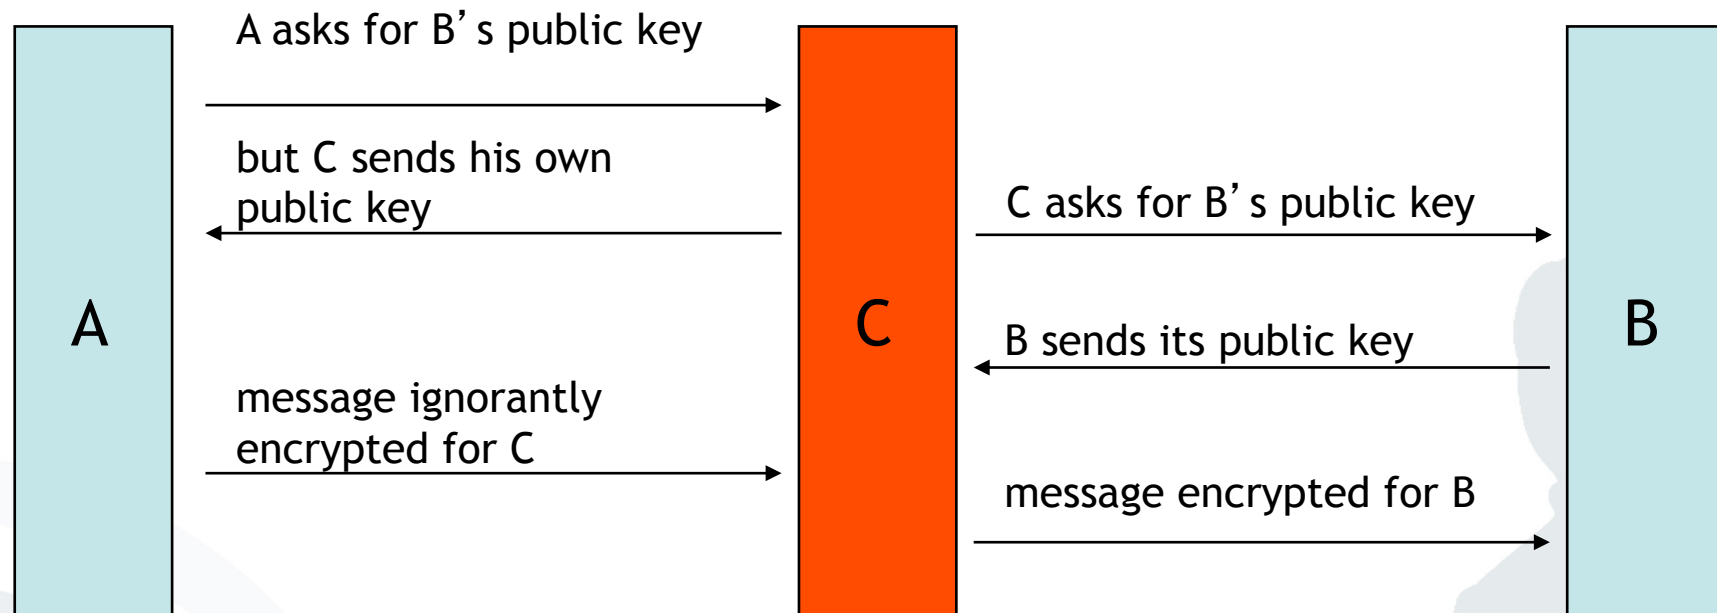 A asks for B’s public key
but C sends his own
public key
C asks for B’s public key
A
C
B
B sends its public key
message ignorantly
encrypted for C
message encrypted for B